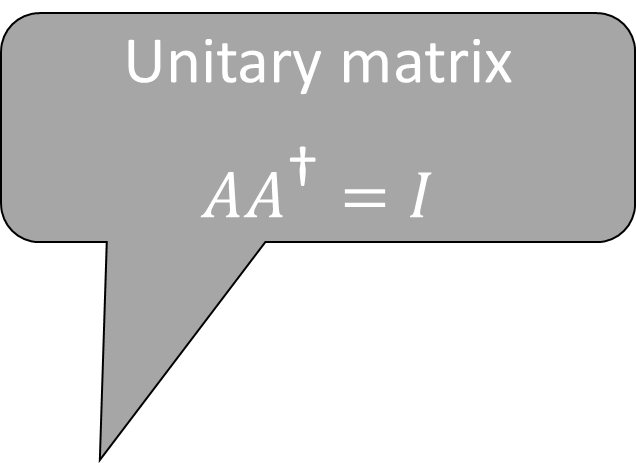 Unitary matrix
AA† = I